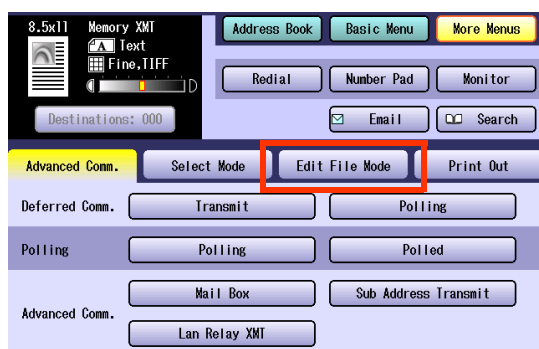 8.5x11 Memory XMT
A Text
Fine,TIFF
D
Destinations: 000
Address Book Basic Menu More Menus
Redial Number Pad Monitor
Email Search
Advanced Comm. Select Mode Edit File Mode Print Out
Deferred Comm. Transmit Polling
Polling Polling Polled
Advanced Comm. Mail Box Sub Address Transmit
Lan Relay XMT